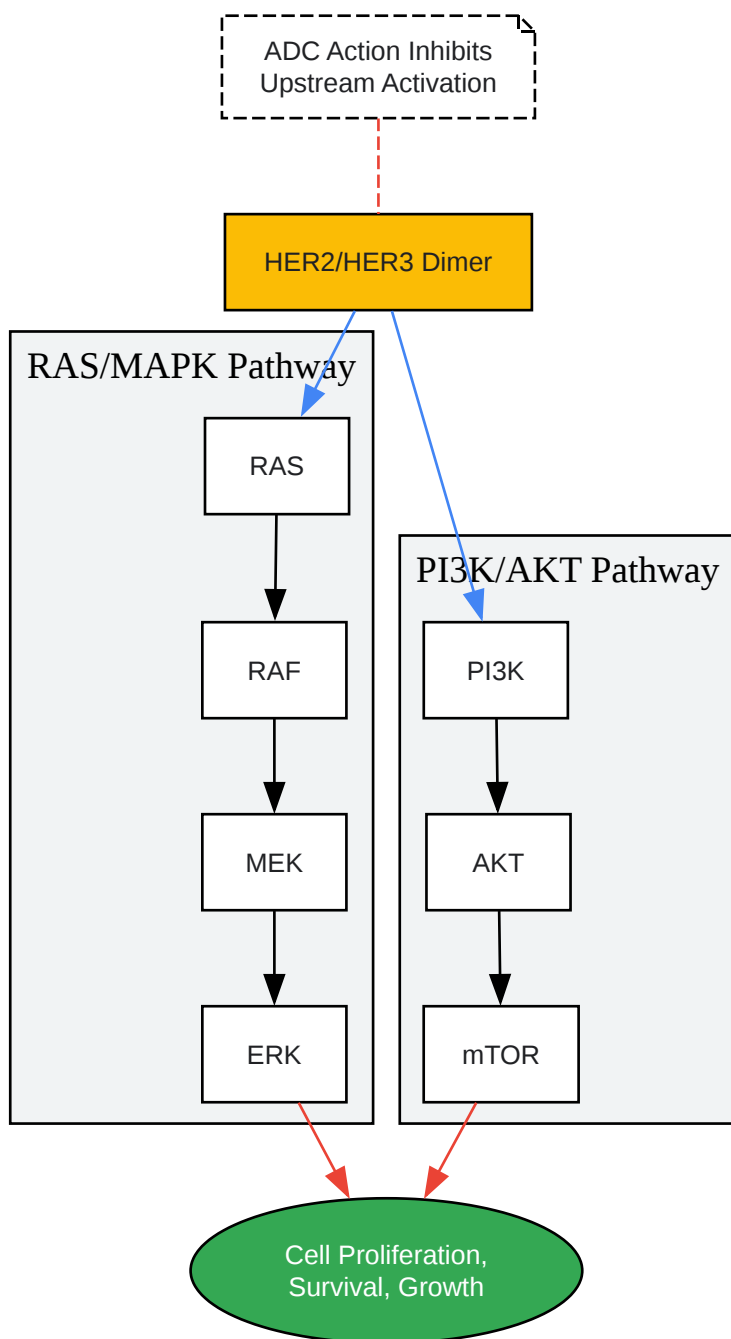 ADC Action Inhibits
Upstream Activation
HER2/HER3 Dimer
RAS/MAPK Pathway
RAS
RAF
MEK
ERK
PI3K/AKT Pathway
PI3K
AKT
mTOR
Cell Proliferation,
Survival, Growth